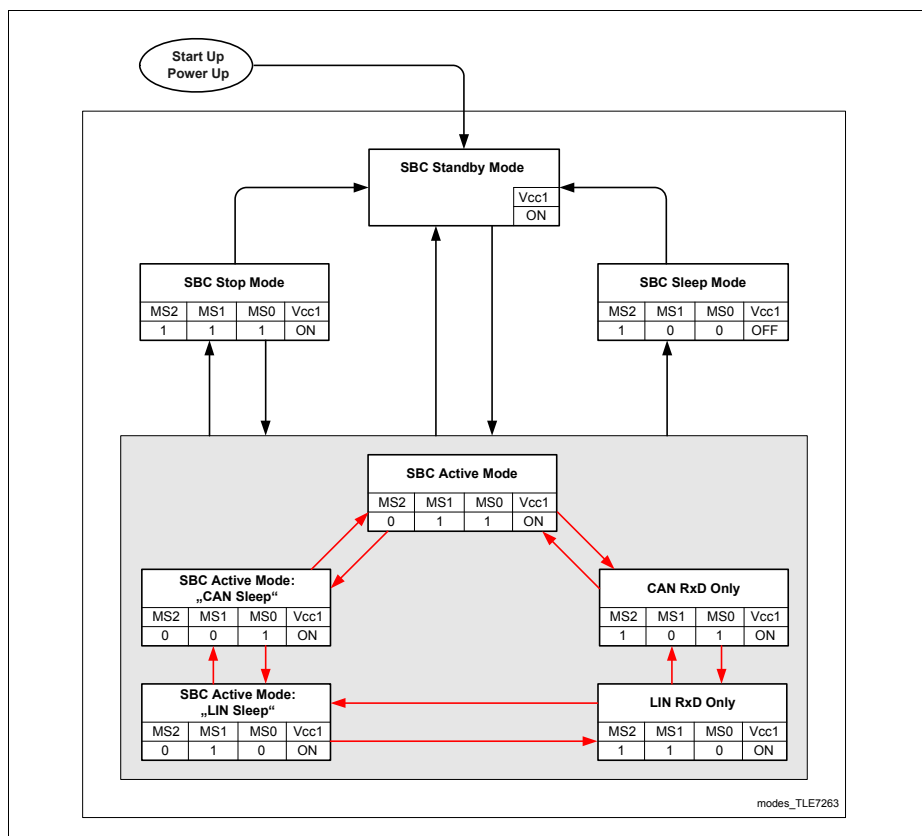 Start Up
Power Up
SBC Standby Mode
Vcc1
ON
SBC Stop Mode
MS2 MS1 MS0 Vcc1
1 1 1 ON
SBC Sleep Mode
MS2 MS1 MS0 Vcc1
1 0 0 OFF
SBC Active Mode
MS2 MS1 MS0 Vcc1
0 1 1 ON
SBC Active Mode:
„CAN Sleep“
MS2 MS1 MS0 Vcc1
0 0 1 ON
CAN RxD Only
MS2 MS1 MS0 Vcc1
1 0 1 ON
SBC Active Mode:
„LIN Sleep“
MS2 MS1 MS0 Vcc1
0 1 0 ON
LIN RxD Only
MS2 MS1 MS0 Vcc1
1 1 0 ON
modes_TLE7263